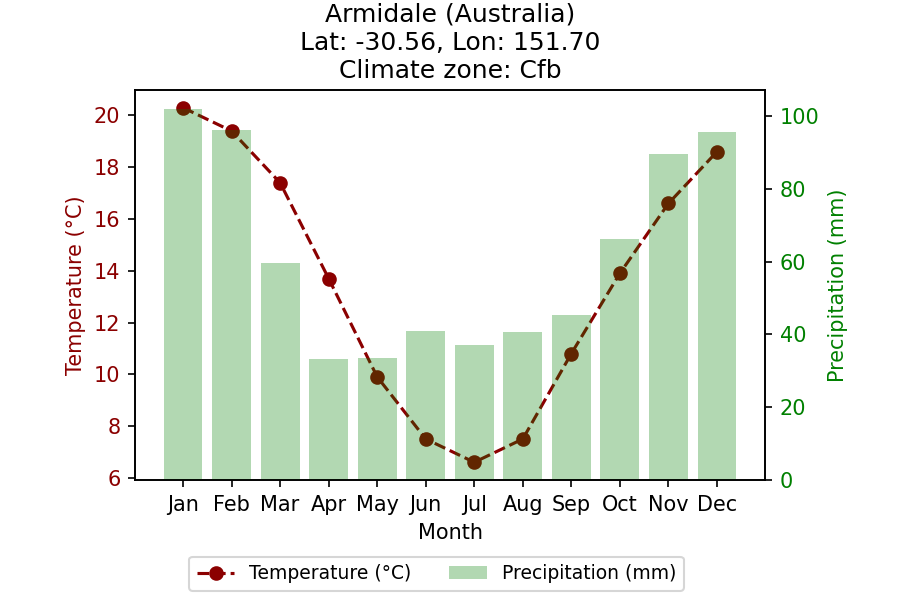 Armidale (Australia)
Lat: -30.56, Lon: 151.70
Climate zone: Cfb
Temperature (°C)
20
18
16
14
12
10
8
6
100
80
60
40
20
0
Precipitation (mm)
Jan Feb Mar Apr May Jun Jul Aug Sep Oct Nov Dec
Month
Temperature (°C) Precipitation (mm)